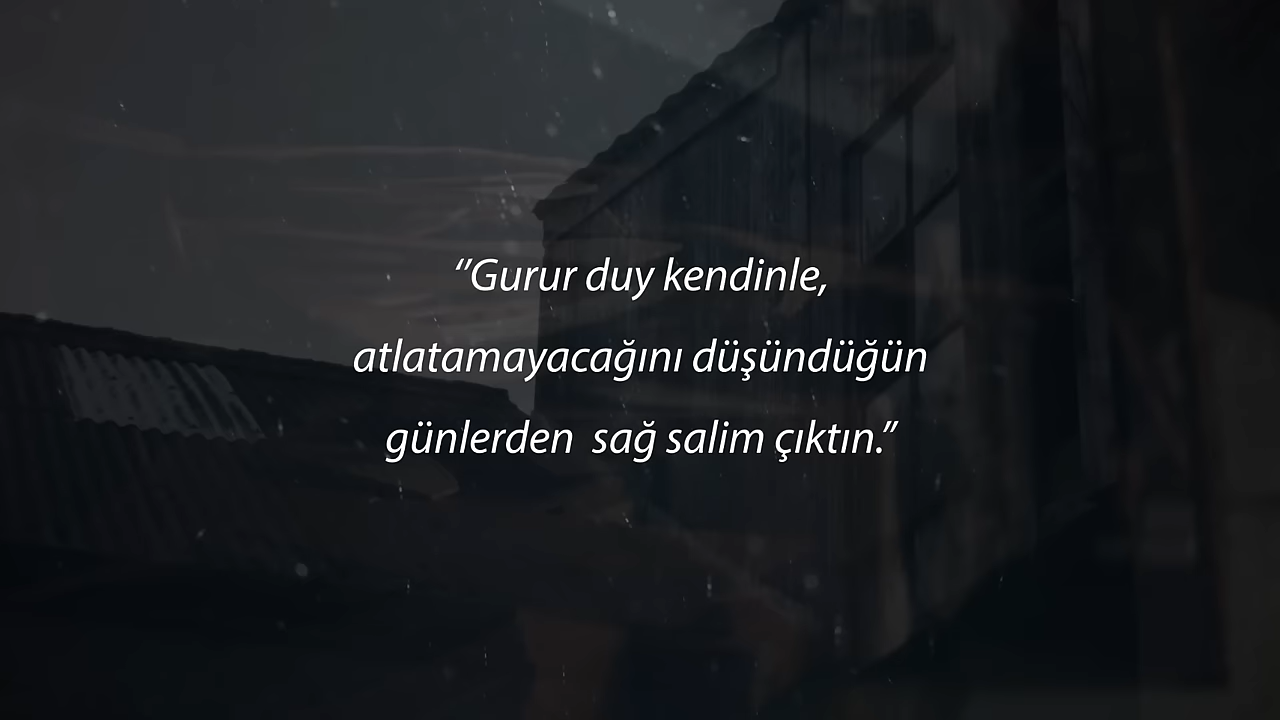 “Gurur duy kendinle,
atlatamayacağını düşündüğün
günlerden  sağ salim çıktın.”